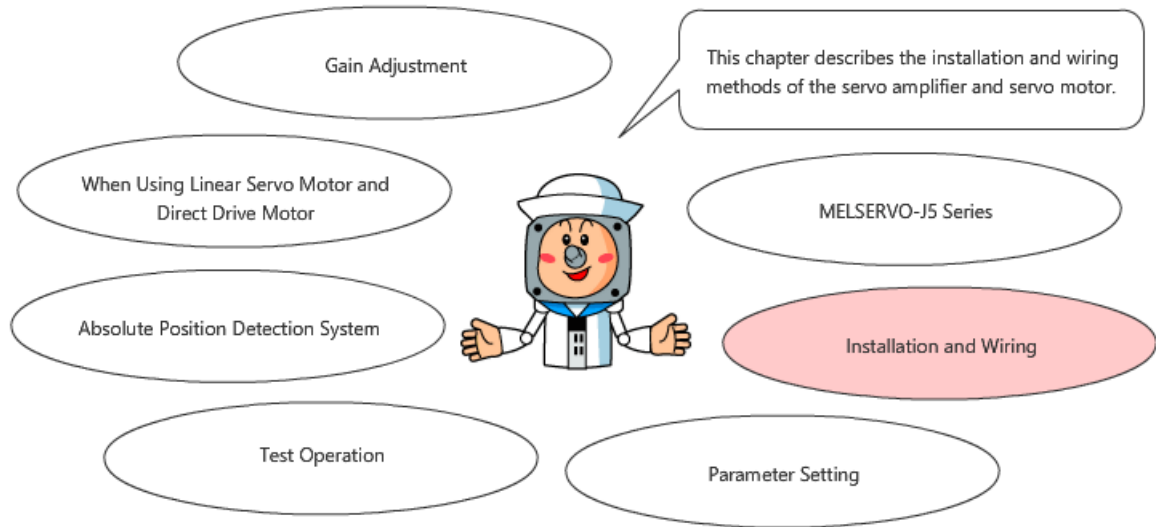 Gain Adjustment
This chapter describes the installation and wiring
methods of the servo amplifier and servo motor.
When Using Linear Servo Motor and
Direct Drive Motor
MELSERVO-J5 Series
Absolute Position Detection System
Installation and Wiring
Test Operation
Parameter Setting